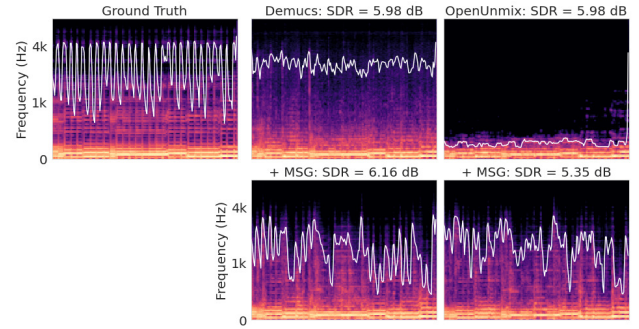 Ground Truth
Demucs: SDR = 5.98 dB
OpenUnmix: SDR = 5.98 dB
Frequency (Hz)
4k
1k
0
+ MSG: SDR = 6.16 dB
+ MSG: SDR = 5.35 dB
Frequency (Hz)
4k
1k
0